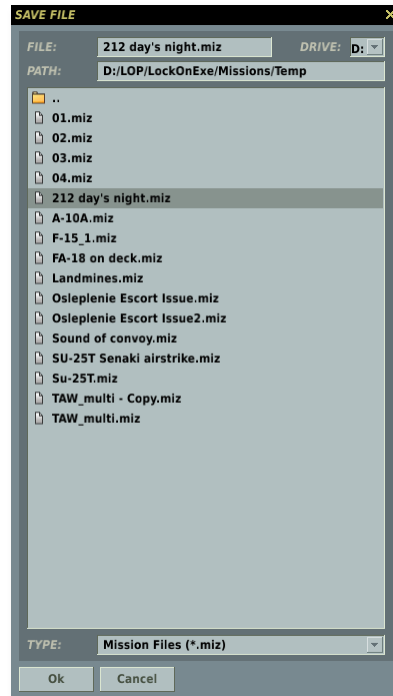 SAVE FILE
FILE: 212 day's night.miz DRIVE: D:
PATH: D:/LOP/LockOnExe/Missions/Temp
..
01.miz
02.miz
03.miz
04.miz
212 day's night.miz
A-10A.miz
F-15_1.miz
FA-18 on deck.miz
Landmines.miz
Osleplenie Escort Issue.miz
Osleplenie Escort Issue2.miz
Sound of convoy.miz
SU-25T Senaki airstrike.miz
Su-25T.miz
TAW_multi - Copy.miz
TAW_multi.miz
TYPE: Mission Files (*.miz)
Ok Cancel